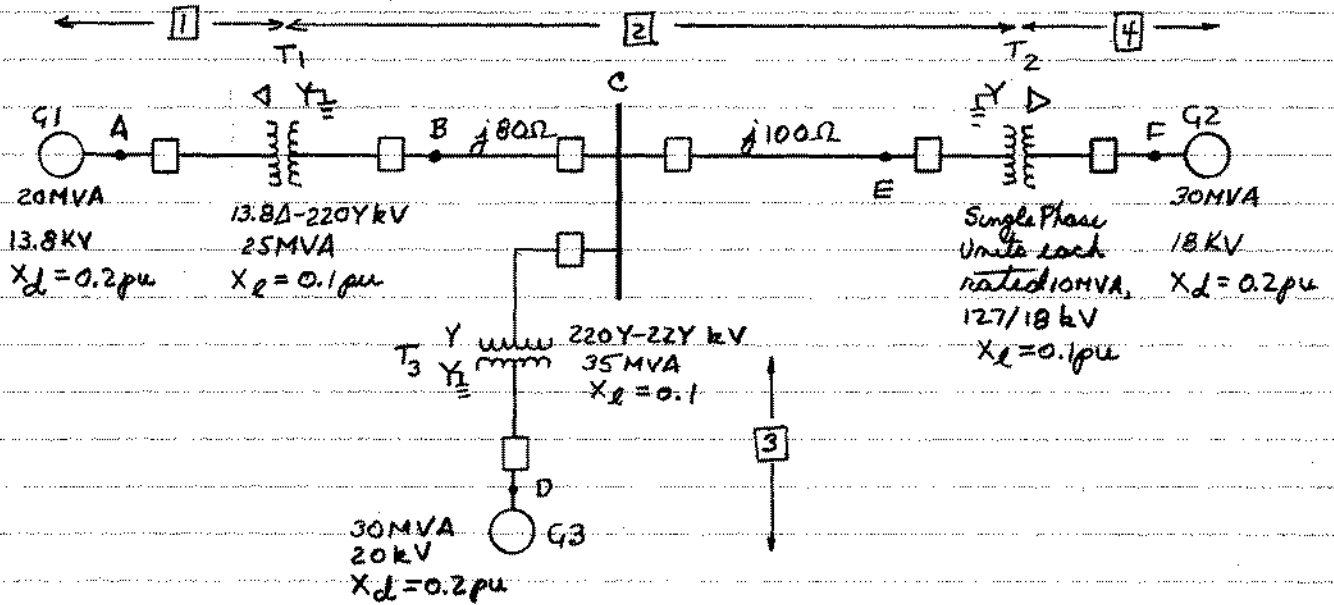 1
2
4
T1
T2
C
Δ Y
Y Δ
G1
A
B
j80Ω
j100Ω
E
F
G2
20MVA
13.8KV
Xd = 0.2pu
13.8Δ-220Y kV
25MVA
Xℓ = 0.1pu
Single Phase
Units each
rated 10MVA,
127/18 kV
Xℓ = 0.1pu
30MVA
18KV
Xd = 0.2pu
T3
Y
Y
220Y-22Y kV
35MVA
Xℓ = 0.1
3
D
G3
30MVA
20kV
Xd = 0.2pu